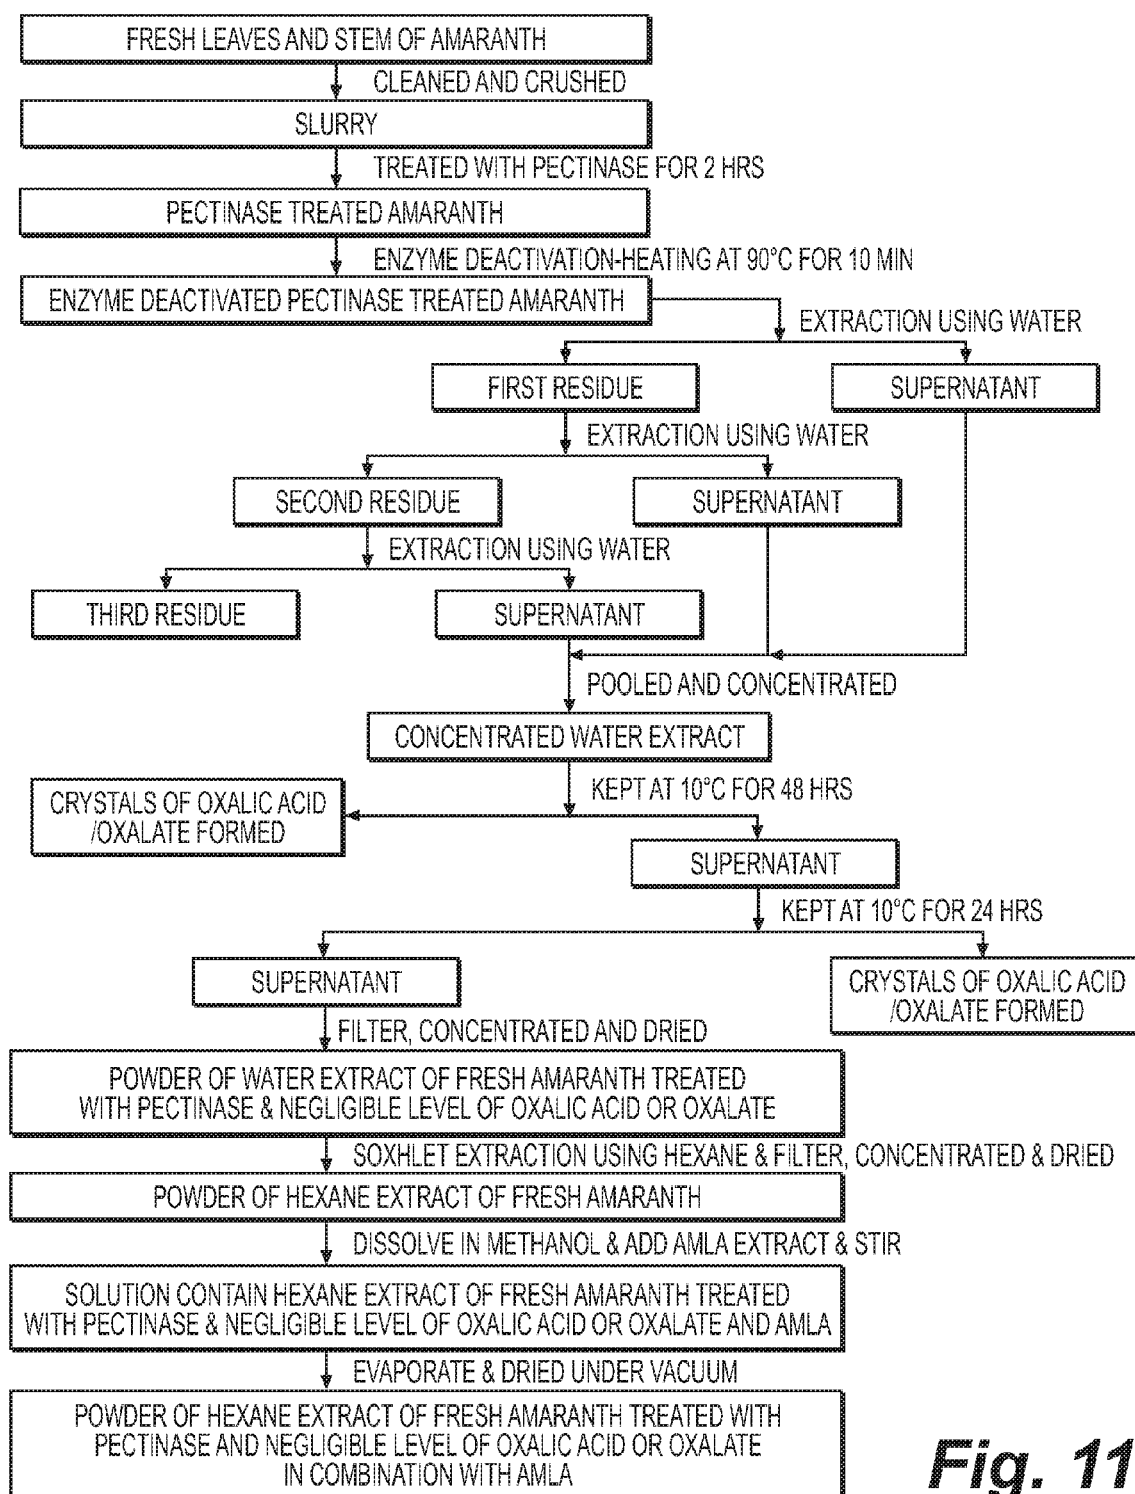 FRESH LEAVES AND STEM OF AMARANTH
CLEANED AND CRUSHED
SLURRY
TREATED WITH PECTINASE FOR 2 HRS
PECTINASE TREATED AMARANTH
ENZYME DEACTIVATION-HEATING AT 90°C FOR 10 MIN
ENZYME DEACTIVATED PECTINASE TREATED AMARANTH
EXTRACTION USING WATER
FIRST RESIDUE
SUPERNATANT
EXTRACTION USING WATER
SECOND RESIDUE
SUPERNATANT
EXTRACTION USING WATER
THIRD RESIDUE
SUPERNATANT
POOLED AND CONCENTRATED
CONCENTRATED WATER EXTRACT
KEPT AT 10°C FOR 48 HRS
CRYSTALS OF OXALIC ACID
/OXALATE FORMED
SUPERNATANT
KEPT AT 10°C FOR 24 HRS
SUPERNATANT
CRYSTALS OF OXALIC ACID
/OXALATE FORMED
FILTER, CONCENTRATED AND DRIED
POWDER OF WATER EXTRACT OF FRESH AMARANTH TREATED
WITH PECTINASE & NEGLIGIBLE LEVEL OF OXALIC ACID OR OXALATE
SOXHLET EXTRACTION USING HEXANE & FILTER, CONCENTRATED & DRIED
POWDER OF HEXANE EXTRACT OF FRESH AMARANTH
DISSOLVE IN METHANOL & ADD AMLA EXTRACT & STIR
SOLUTION CONTAIN HEXANE EXTRACT OF FRESH AMARANTH TREATED
WITH PECTINASE & NEGLIGIBLE LEVEL OF OXALIC ACID OR OXALATE AND AMLA
EVAPORATE & DRIED UNDER VACUUM
POWDER OF HEXANE EXTRACT OF FRESH AMARANTH TREATED WITH
PECTINASE AND NEGLIGIBLE LEVEL OF OXALIC ACID OR OXALATE
IN COMBINATION WITH AMLA
Fig. 11